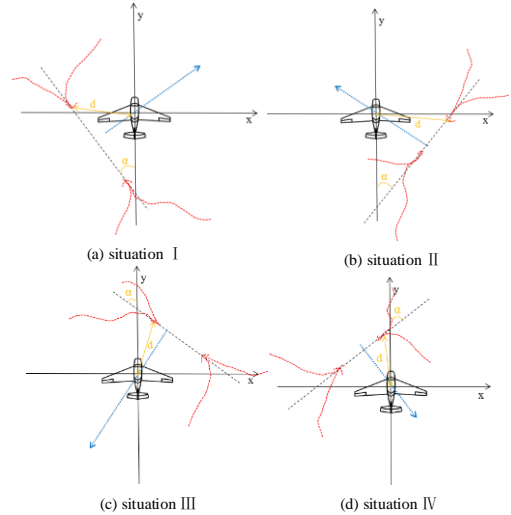 y
d
x
α
(a) situation Ⅰ
y
d
x
α
(b) situation Ⅱ
y
α
d
x
(c) situation Ⅲ
y
α
d
x
(d) situation Ⅳ